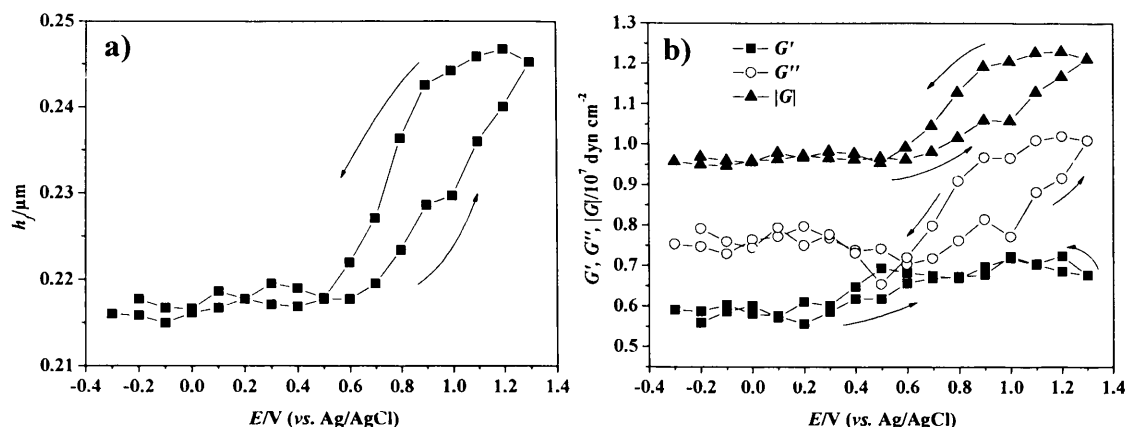 a)
0.25
0.24
0.23
0.22
0.21
h_f/μm
-0.4 -0.2 0.0 0.2 0.4 0.6 0.8 1.0 1.2 1.4
E/V (vs. Ag/AgCl)
b)
G'
G''
|G|
1.3
1.2
1.1
1.0
0.9
0.8
0.7
0.6
0.5
G', G'', |G|/10⁷ dyn cm⁻²
-0.4 -0.2 0.0 0.2 0.4 0.6 0.8 1.0 1.2 1.4
E/V (vs. Ag/AgCl)